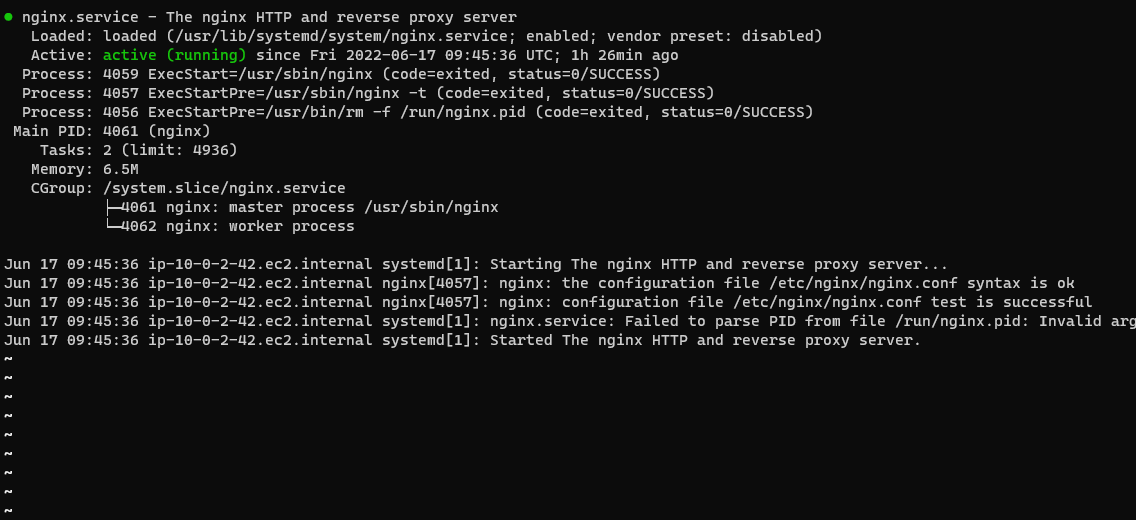 ● nginx.service - The nginx HTTP and reverse proxy server
   Loaded: loaded (/usr/lib/systemd/system/nginx.service; enabled; vendor preset: disabled)
   Active: active (running) since Fri 2022-06-17 09:45:36 UTC; 1h 26min ago
  Process: 4059 ExecStart=/usr/sbin/nginx (code=exited, status=0/SUCCESS)
  Process: 4057 ExecStartPre=/usr/sbin/nginx -t (code=exited, status=0/SUCCESS)
  Process: 4056 ExecStartPre=/usr/bin/rm -f /run/nginx.pid (code=exited, status=0/SUCCESS)
 Main PID: 4061 (nginx)
    Tasks: 2 (limit: 4936)
   Memory: 6.5M
   CGroup: /system.slice/nginx.service
           ├─4061 nginx: master process /usr/sbin/nginx
           └─4062 nginx: worker process

Jun 17 09:45:36 ip-10-0-2-42.ec2.internal systemd[1]: Starting The nginx HTTP and reverse proxy server...
Jun 17 09:45:36 ip-10-0-2-42.ec2.internal nginx[4057]: nginx: the configuration file /etc/nginx/nginx.conf syntax is ok
Jun 17 09:45:36 ip-10-0-2-42.ec2.internal nginx[4057]: nginx: configuration file /etc/nginx/nginx.conf test is successful
Jun 17 09:45:36 ip-10-0-2-42.ec2.internal systemd[1]: nginx.service: Failed to parse PID from file /run/nginx.pid: Invalid arg
Jun 17 09:45:36 ip-10-0-2-42.ec2.internal systemd[1]: Started The nginx HTTP and reverse proxy server.
~
~
~
~
~
~
~
~
~